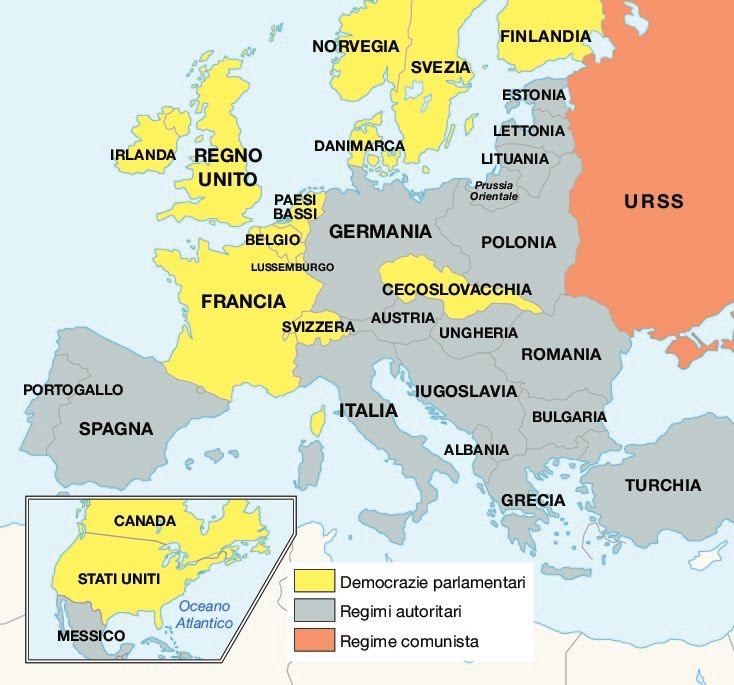 NORVEGIA
SVEZIA
FINLANDIA
ESTONIA
LETTONIA
LITUANIA
Prussia
Orientale
DANIMARCA
IRLANDA
REGNO
UNITO
PAESI
BASSI
BELGIO
LUSSEMBURGO
GERMANIA
POLONIA
URSS
CECOSLOVACCHIA
FRANCIA
SVIZZERA
AUSTRIA
UNGHERIA
ROMANIA
PORTOGALLO
SPAGNA
ITALIA
IUGOSLAVIA
BULGARIA
ALBANIA
GRECIA
TURCHIA
CANADA
STATI UNITI
MESSICO
Oceano
Atlantico
Democrazie parlamentari
Regimi autoritari
Regime comunista